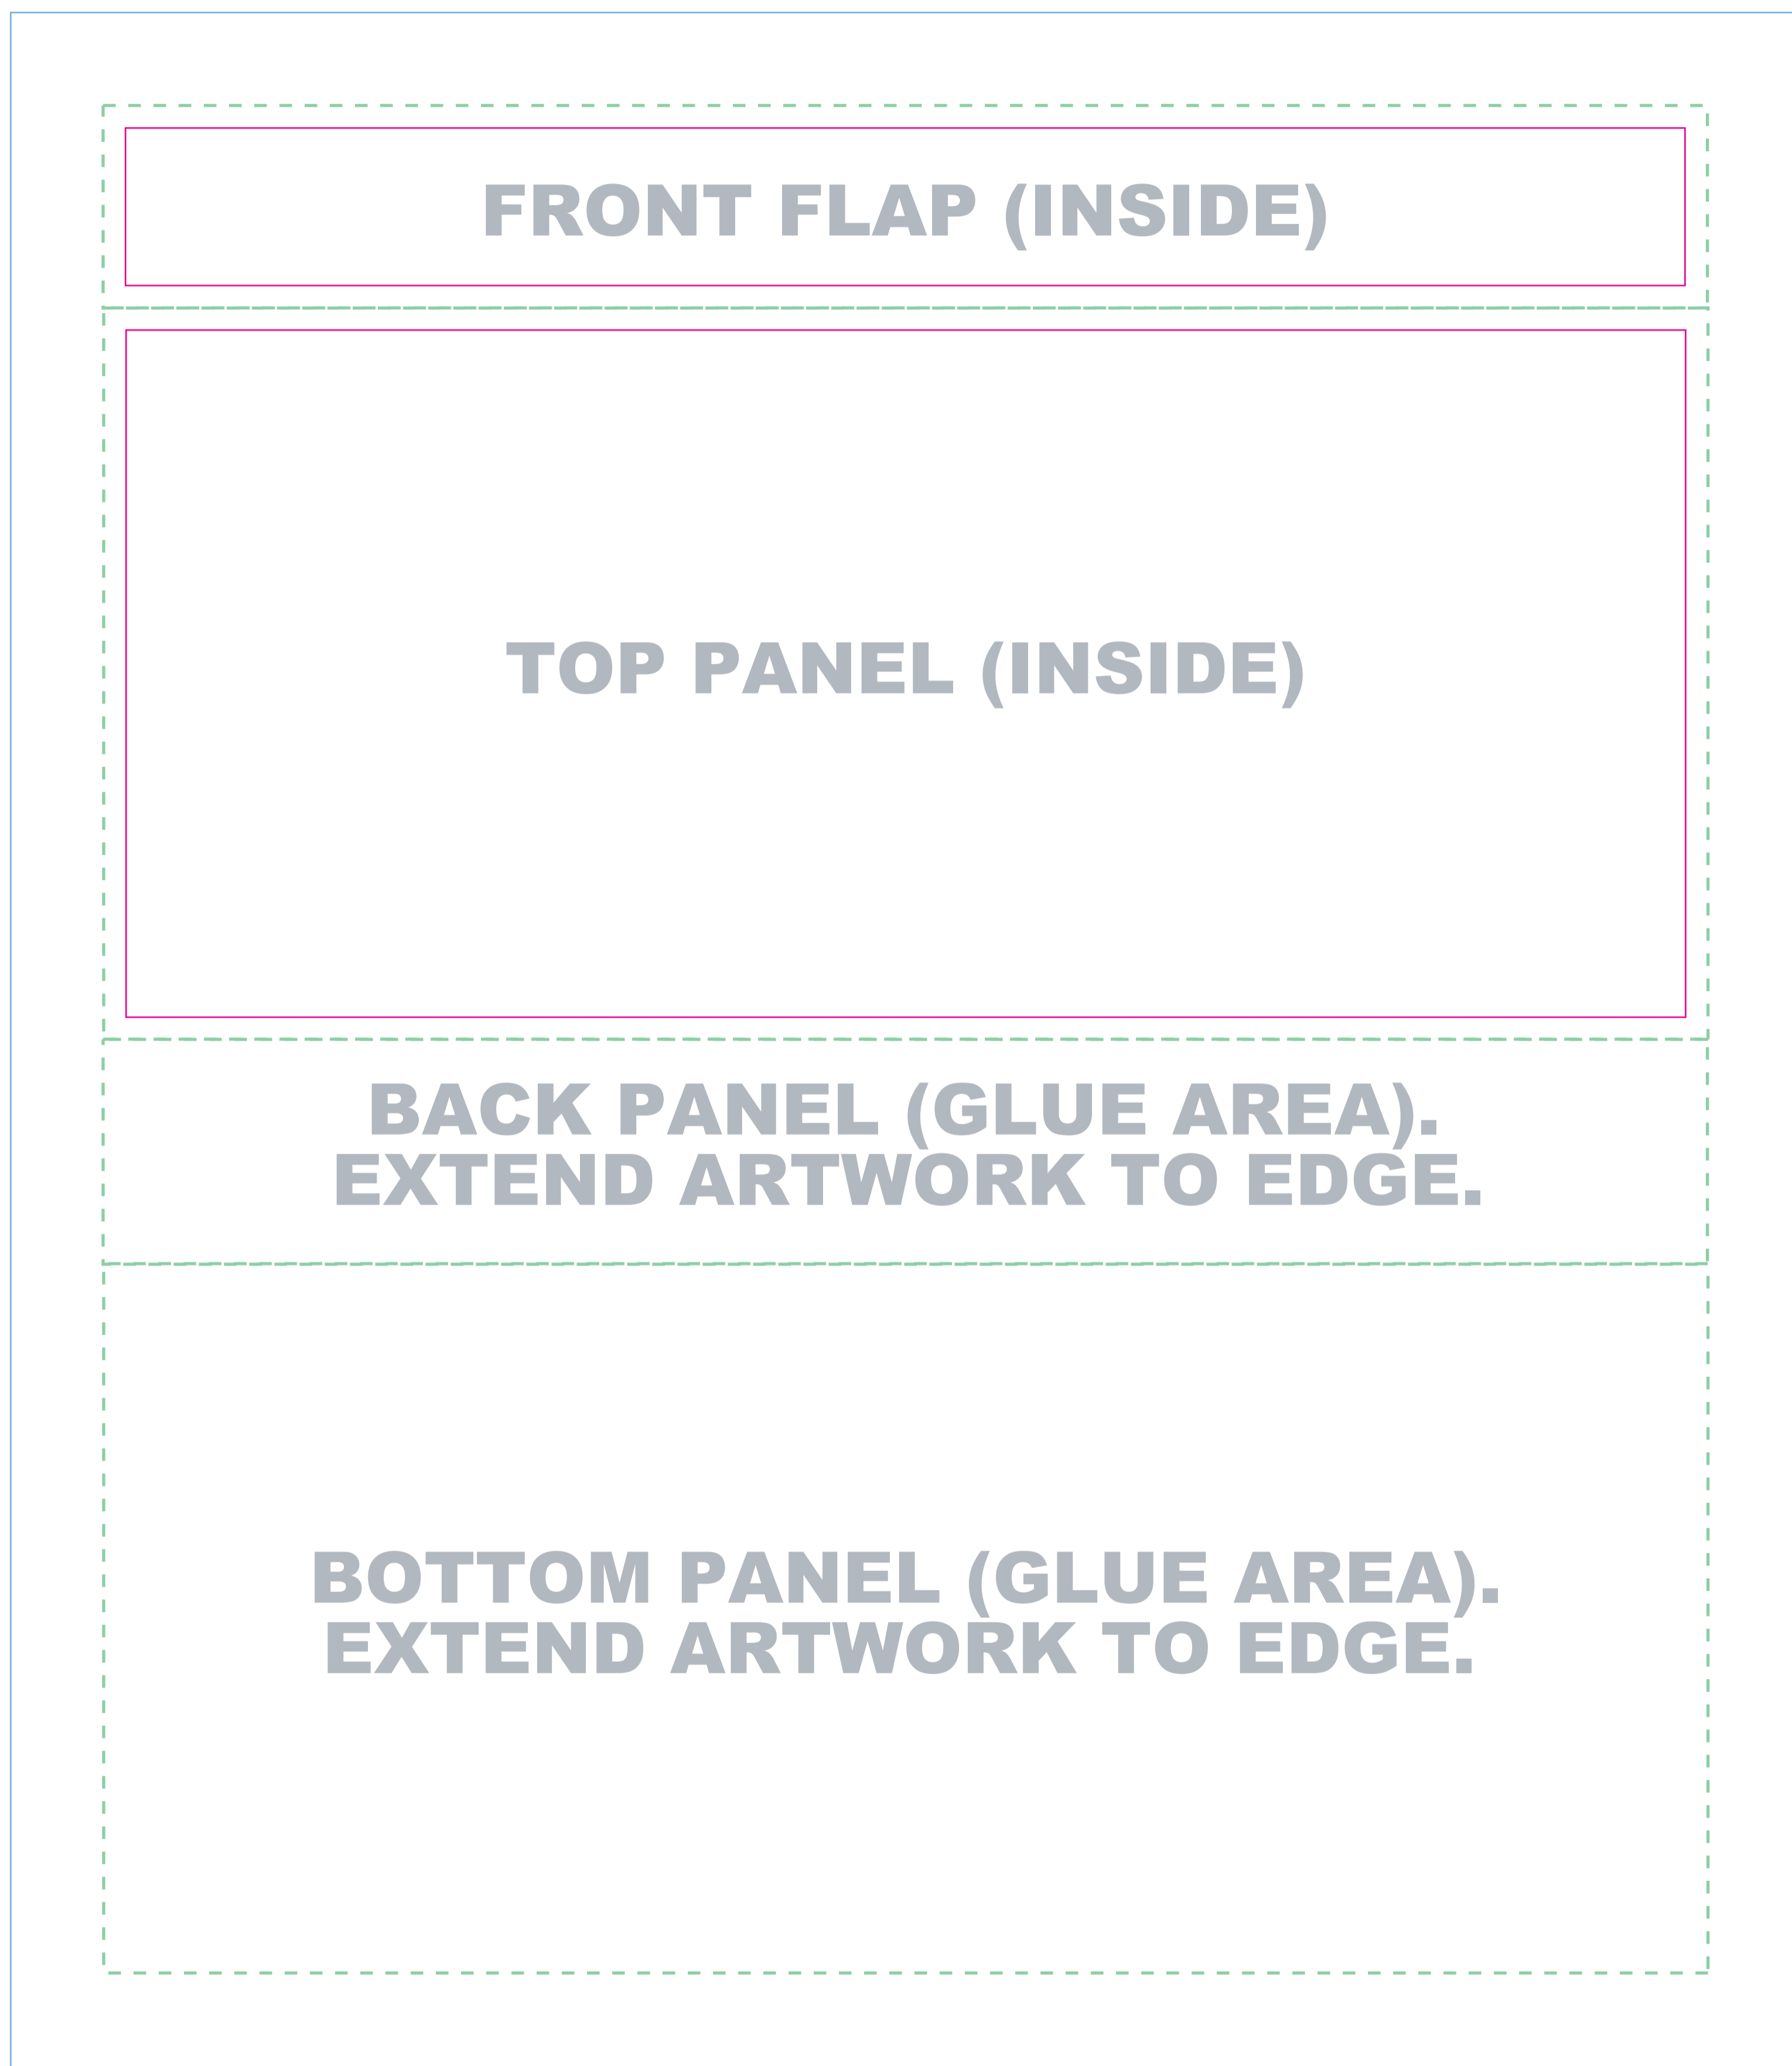 FRONT FLAP (INSIDE)
TOP PANEL (INSIDE)
BACK PANEL (GLUE AREA).
EXTEND ARTWORK TO EDGE.
BOTTOM PANEL (GLUE AREA).
EXTEND ARTWORK TO EDGE.